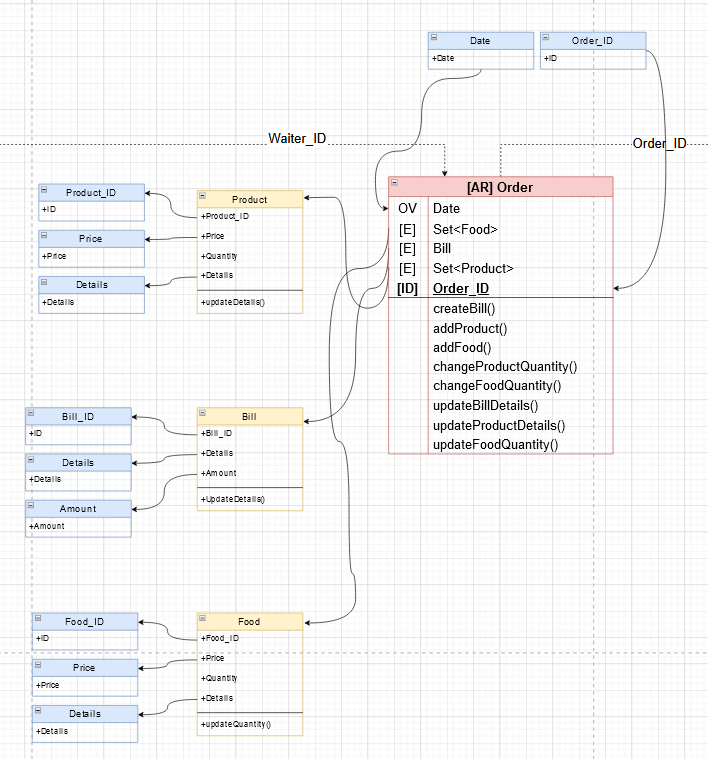 Date
+Date
Order_ID
+ID
Waiter_ID
Order_ID
[AR] Order
OV Date
[E] Set<Food>
[E] Bill
[E] Set<Product>
[ID] Order_ID
createBill()
addProduct()
addFood()
changeProductQuantity()
changeFoodQuantity()
updateBillDetails()
updateProductDetails()
updateFoodQuantity()
Product_ID
+ID
Price
+Price
Details
+Details
Product
+Product_ID
+Price
+Quantity
+Details
+updateDetails()
Bill_ID
+ID
Details
+Details
Amount
+Amount
Bill
+Bill_ID
+Details
+Amount
+UpdateDetails()
Food_ID
+ID
Price
+Price
Details
+Details
Food
+Food_ID
+Price
+Quantity
+Details
+updateQuantity()